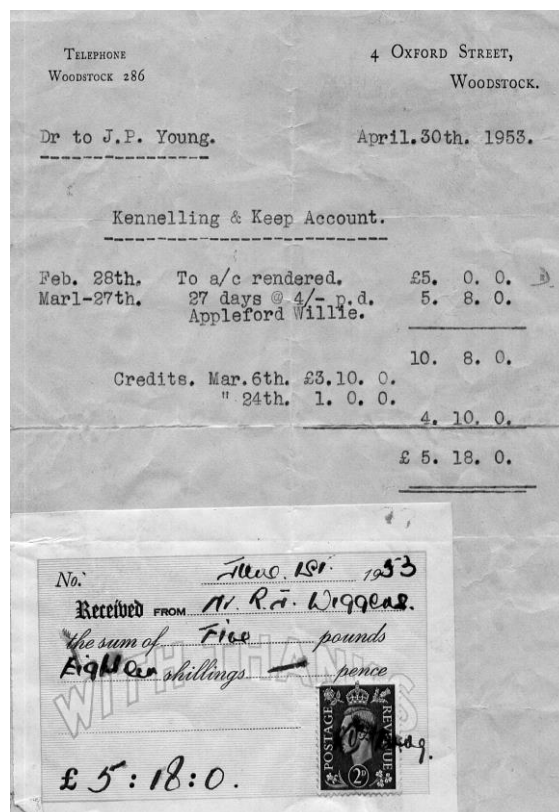 TELEPHONE
WOODSTOCK 286
4 OXFORD STREET,
WOODSTOCK.
Dr to J.P. Young.
April.30th. 1953.
Kennelling & Keep Account.
Feb. 28th. To a/c rendered. £5. 0. 0.
Mar1-27th. 27 days @ 4/- p.d. 5. 8. 0.
Appleford Willie.
10. 8. 0.
Credits. Mar.6th. £3.10. 0.
" 24th. 1. 0. 0.
4. 10. 0.
£ 5. 18. 0.
No. June. 1st. 1953
Received FROM Mr. R.F. Wiggens.
the sum of Five pounds
Eighteen shillings — pence
WITH THANKS
POSTAGE REVENUE
2D
£ 5 : 18 : 0.